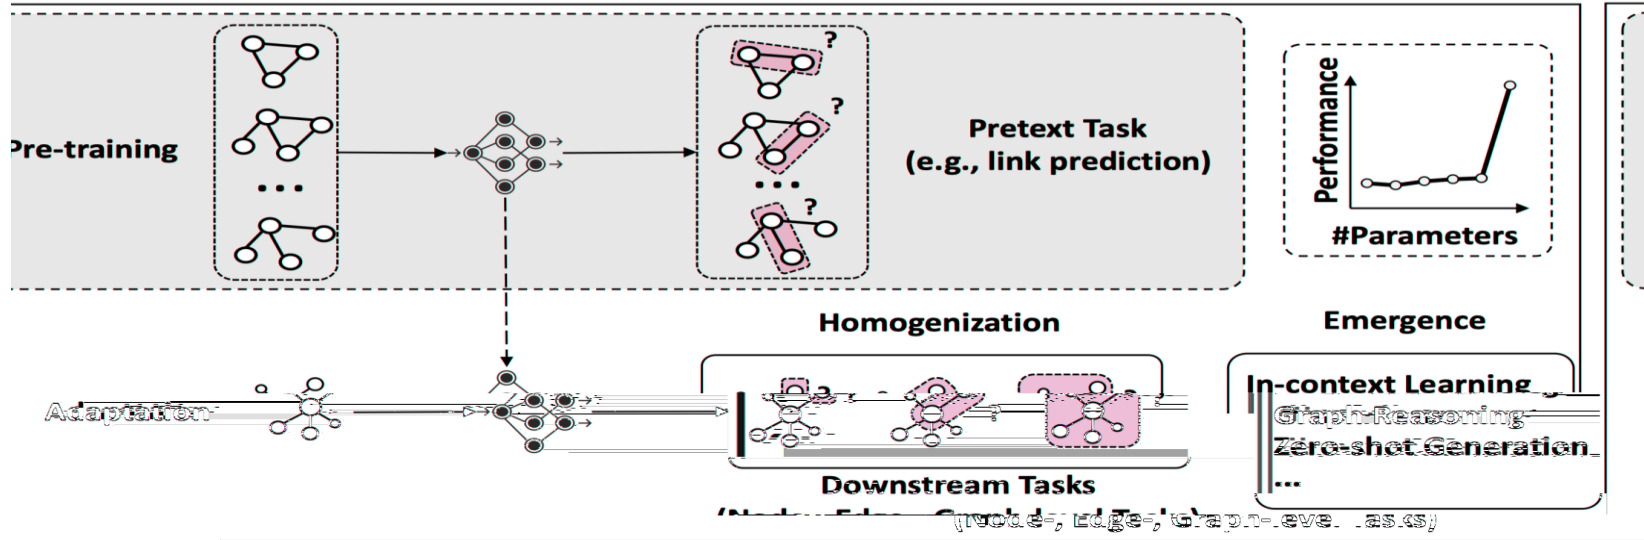 Pre-training
?
?
...
...
?
Pretext Task
(e.g., link prediction)
Performance
#Parameters
Homogenization
Emergence
Adaptation
In-context Learning
Graph Reasoning
Zero-shot Generation
...
Downstream Tasks
(Node-, Edge-, Graph-level Tasks)